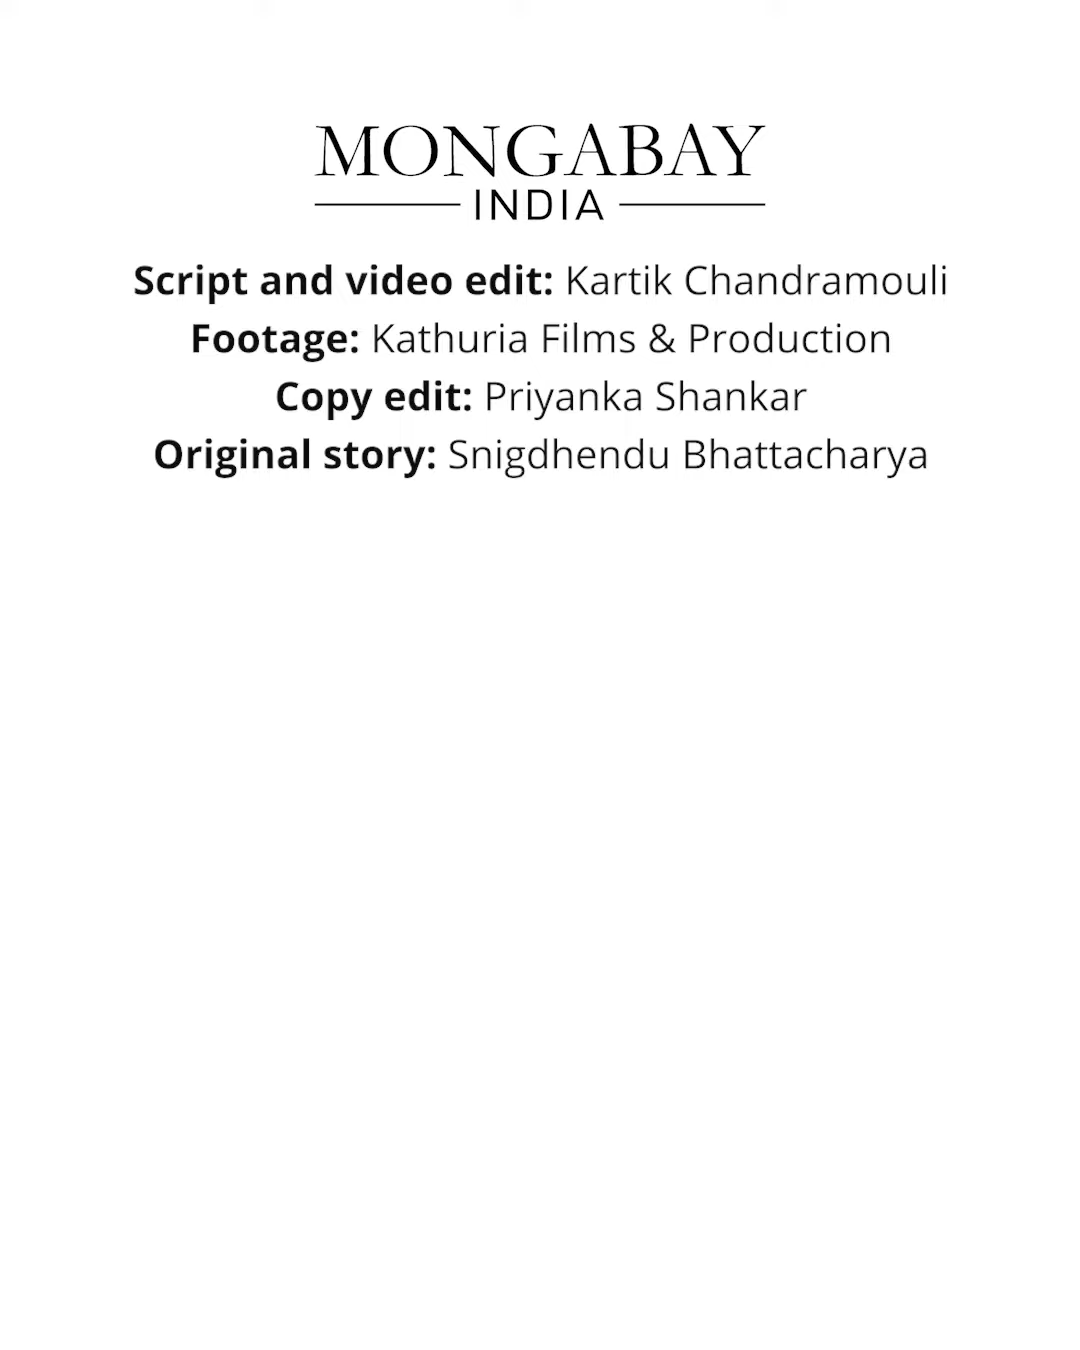 MONGABAY
INDIA
Script and video edit: Kartik Chandramouli
Footage: Kathuria Films & Production
Copy edit: Priyanka Shankar
Original story: Snigdhendu Bhattacharya